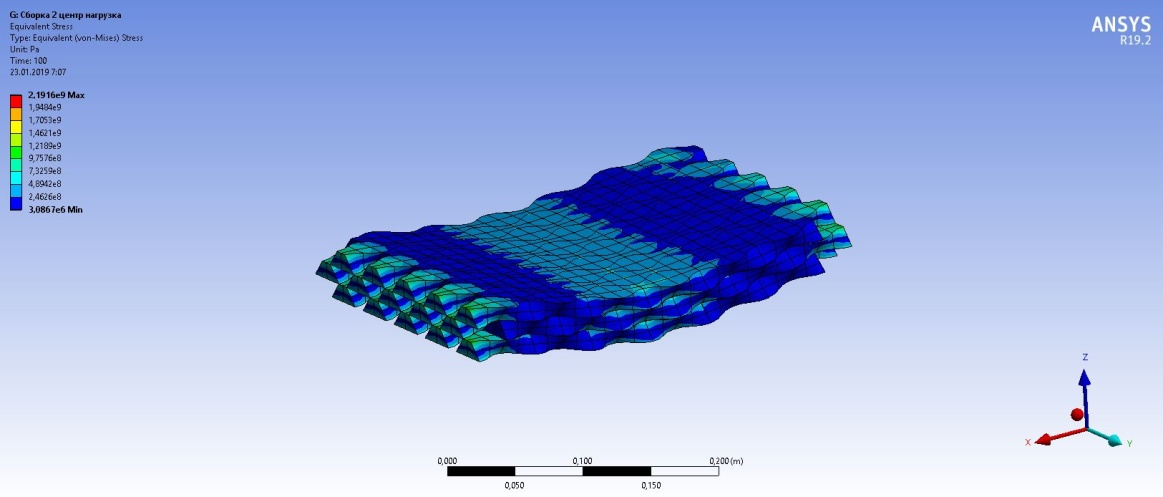 G: Сборка 2 центр нагрузка
Equivalent Stress
Type: Equivalent (von-Mises) Stress
Unit: Pa
Time: 100
23.01.2019 7:07
2,1916e9 Max
1,9484e9
1,7053e9
1,4621e9
1,2189e9
9,7576e8
7,3259e8
4,8942e8
2,4626e8
3,0867e6 Min
ANSYS
R19.2
Z
X
Y
0,000
0,100
0,200 (m)
0,050
0,150